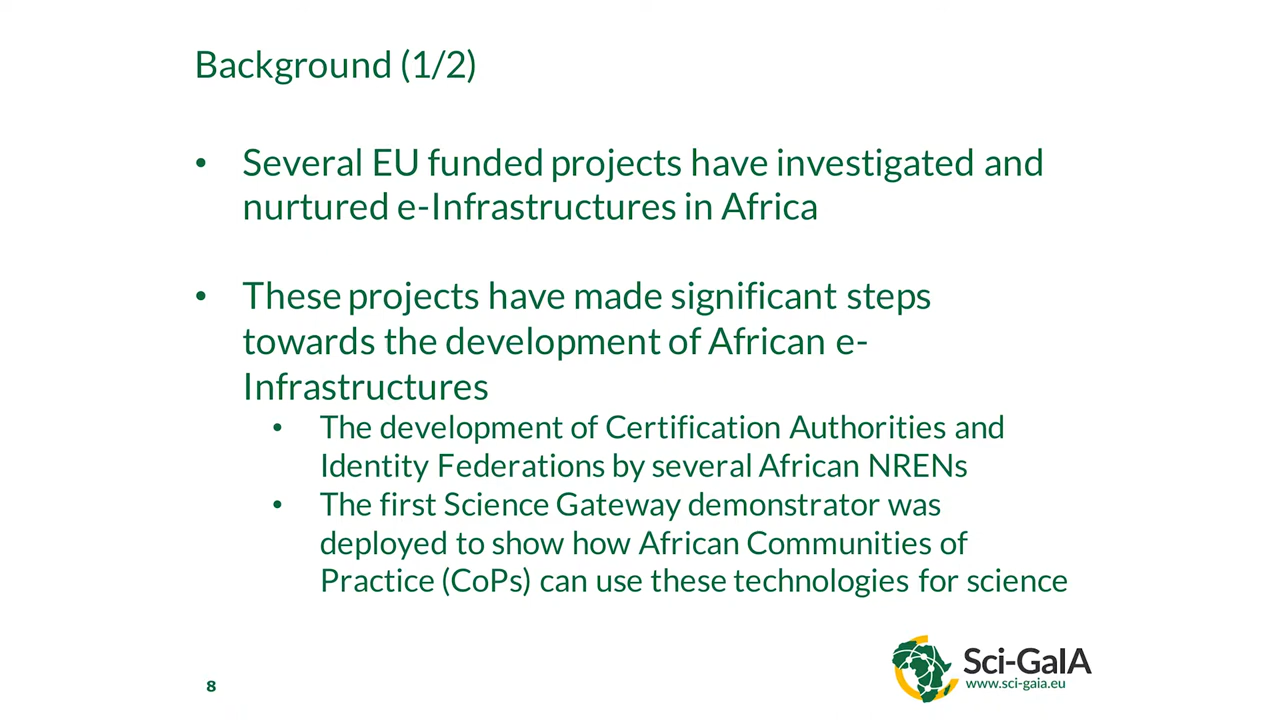 Background (1/2)
• Several EU funded projects have investigated and
nurtured e-Infrastructures in Africa
• These projects have made significant steps
towards the development of African e-
Infrastructures
• The development of Certification Authorities and
Identity Federations by several African NRENs
• The first Science Gateway demonstrator was
deployed to show how African Communities of
Practice (CoPs) can use these technologies for science
Sci-GaIA
www.sci-gaia.eu
8